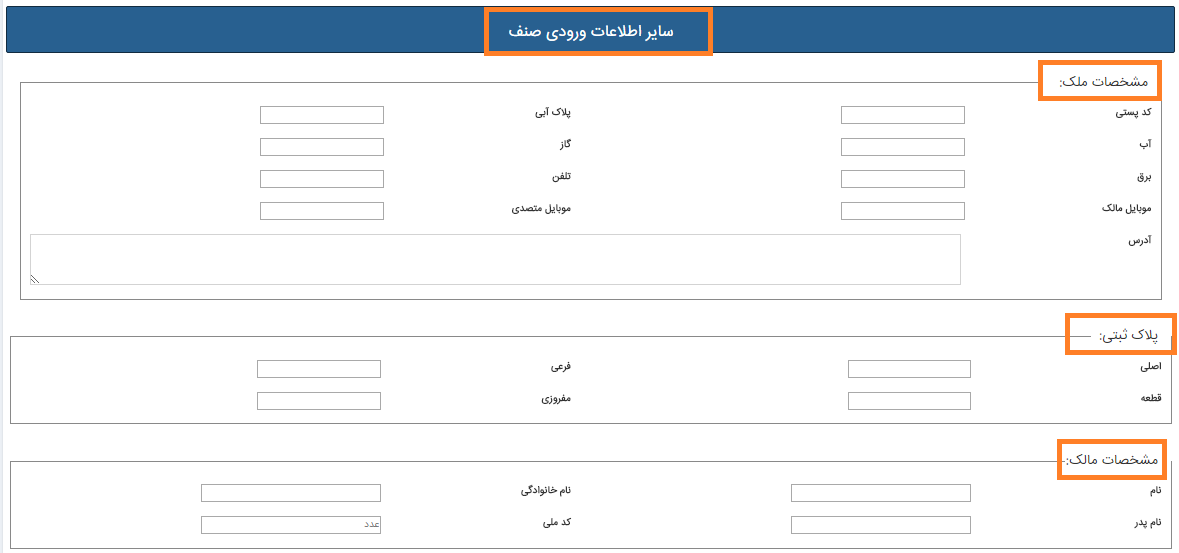 سایر اطلاعات ورودی صنف
مشخصات ملک:
کد پستی پلاک آبی
آب گاز
برق تلفن
موبایل مالک موبایل متصدی
آدرس
پلاک ثبتی:
اصلی فرعی
قطعه مفروزی
مشخصات مالک:
نام نام خانوادگی
نام پدر کد ملی عدد